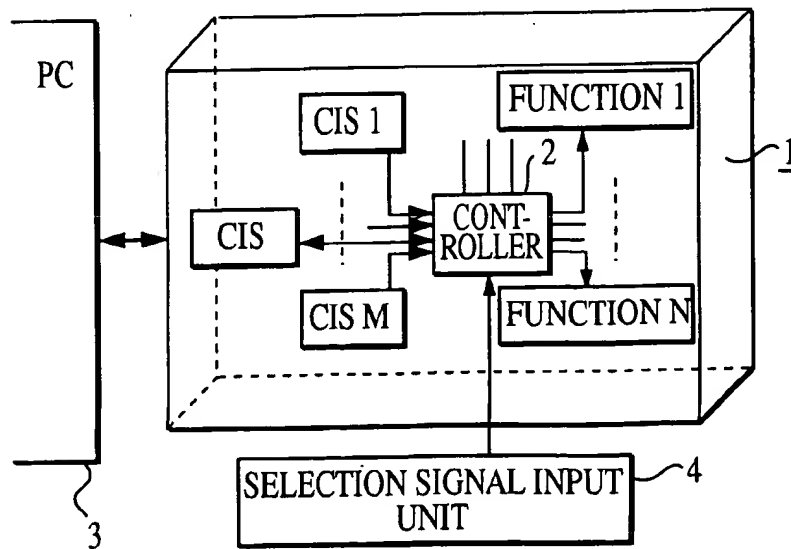 PC
CIS 1
FUNCTION 1
2
1
CIS
CONT-
ROLLER
CIS M
FUNCTION N
SELECTION SIGNAL INPUT
UNIT
4
3